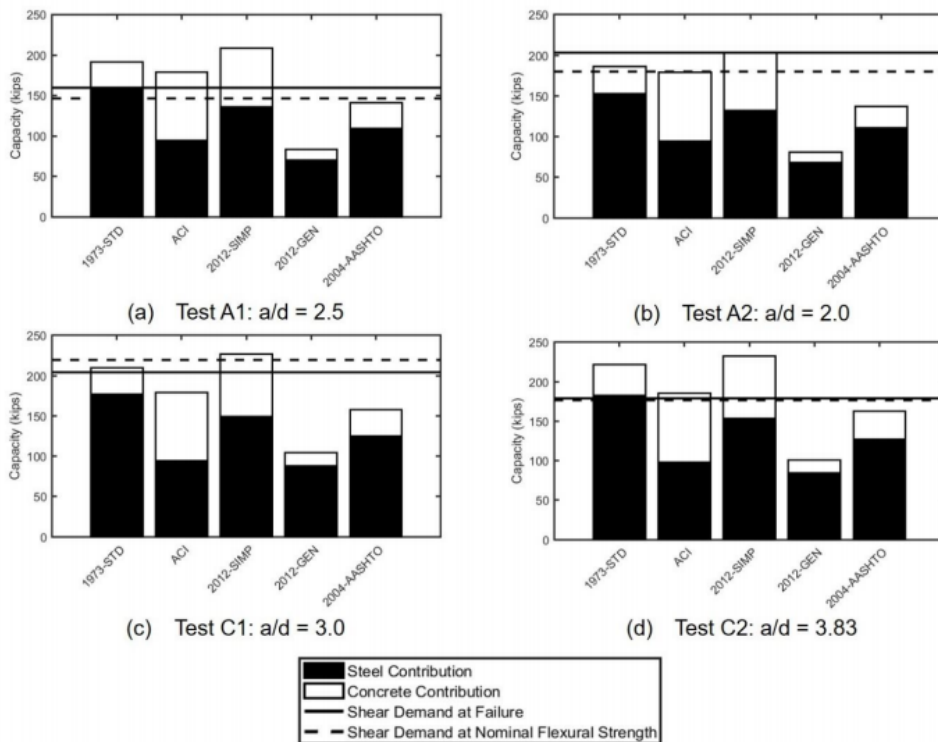 250
200
150
100
50
0
Capacity (kips)
1973-STD
ACI
2012-SIMP
2012-GEN
2004-AASHTO
(a) Test A1: a/d = 2.5
250
200
150
100
50
0
Capacity (kips)
1973-STD
ACI
2012-SIMP
2012-GEN
2004-AASHTO
(b) Test A2: a/d = 2.0
250
200
150
100
50
0
Capacity (kips)
1973-STD
ACI
2012-SIMP
2012-GEN
2004-AASHTO
(c) Test C1: a/d = 3.0
250
200
150
100
50
0
Capacity (kips)
1973-STD
ACI
2012-SIMP
2012-GEN
2004-AASHTO
(d) Test C2: a/d = 3.83
Steel Contribution
Concrete Contribution
Shear Demand at Failure
Shear Demand at Nominal Flexural Strength